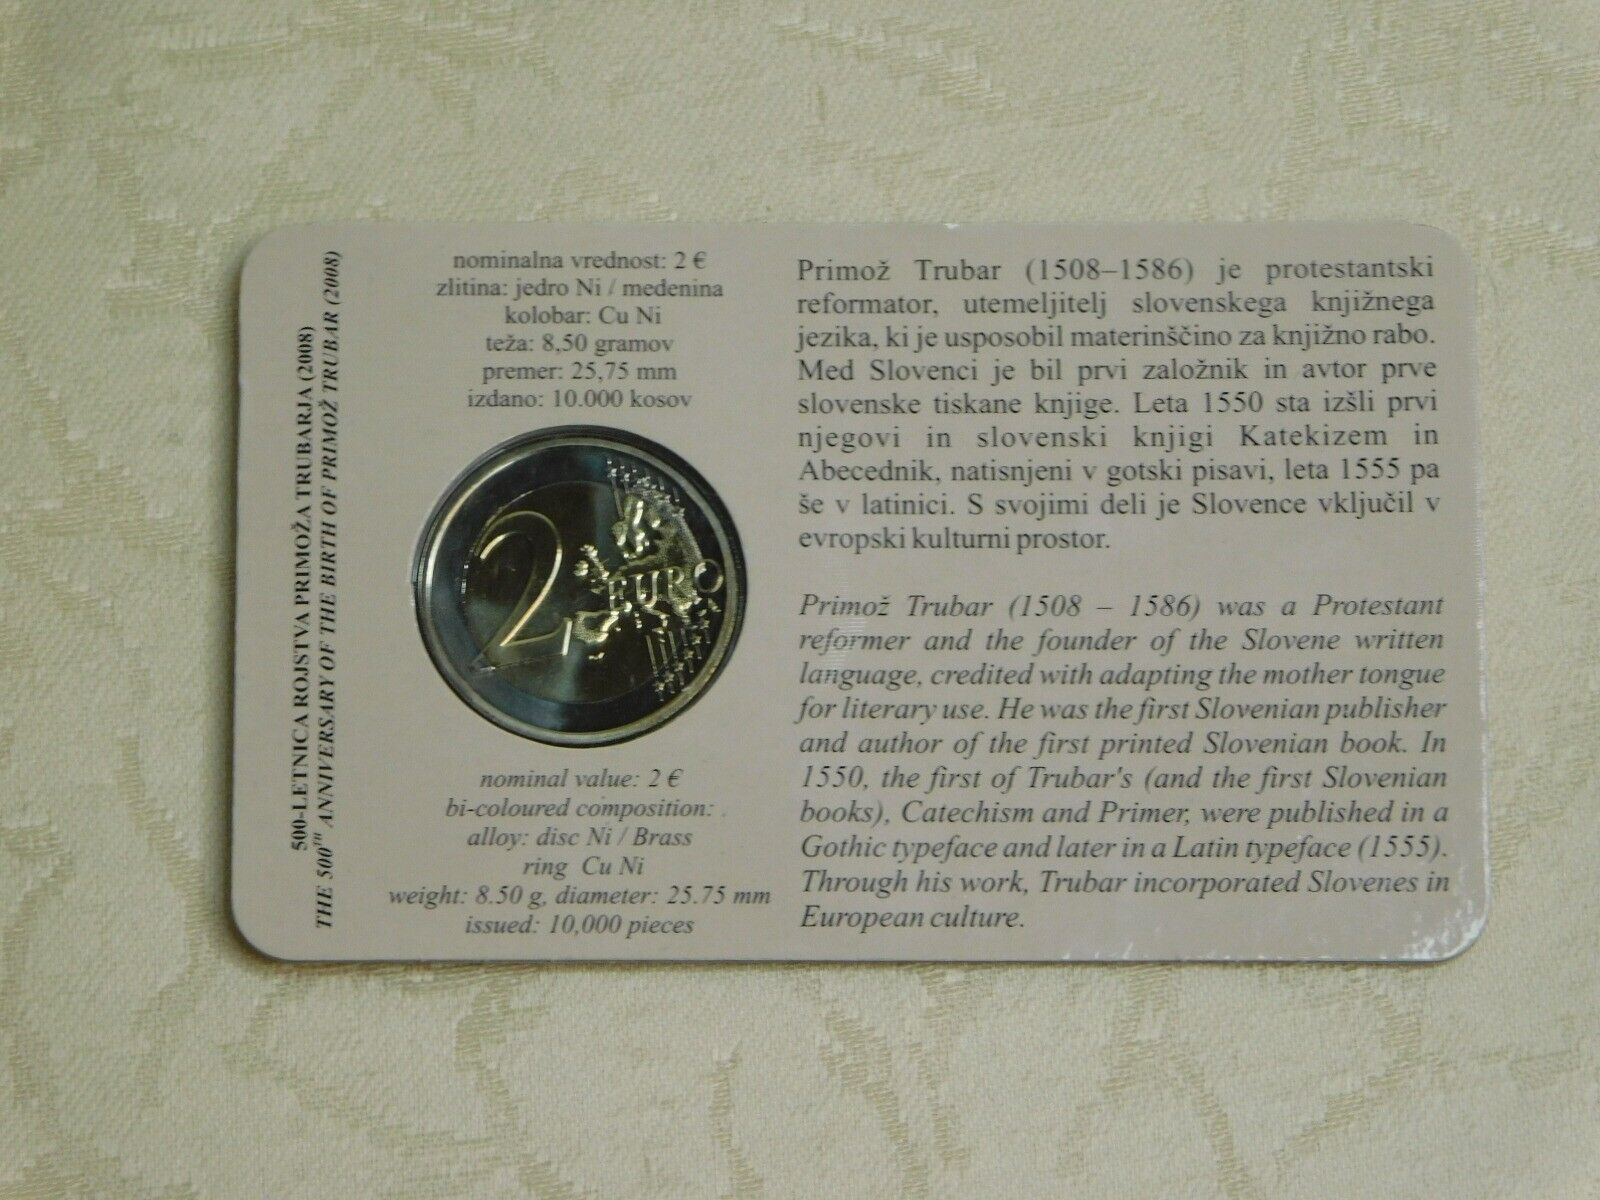 500-LETNICA ROJSTVA PRIMOŽA TRUBARJA (2008)
THE 500TH ANNIVERSARY OF THE BIRTH OF PRIMOŽ TRUBAR (2008)
nominalna vrednost: 2 €
zlitina: jedro Ni / medenina
kolobar: Cu Ni
teža: 8,50 gramov
premer: 25,75 mm
izdano: 10.000 kosov
2 EURO
nominal value: 2 €
bi-coloured composition: .
alloy: disc Ni / Brass
ring Cu Ni
weight: 8.50 g, diameter: 25.75 mm
issued: 10,000 pieces
Primož Trubar (1508–1586) je protestantski
reformator, utemeljitelj slovenskega knjižnega
jezika, ki je usposobil materinščino za knjižno rabo.
Med Slovenci je bil prvi založnik in avtor prve
slovenske tiskane knjige. Leta 1550 sta izšli prvi
njegovi in slovenski knjigi Katekizem in
Abecednik, natisnjeni v gotski pisavi, leta 1555 pa
še v latinici. S svojimi deli je Slovence vključil v
evropski kulturni prostor.
Primož Trubar (1508 – 1586) was a Protestant
reformer and the founder of the Slovene written
language, credited with adapting the mother tongue
for literary use. He was the first Slovenian publisher
and author of the first printed Slovenian book. In
1550, the first of Trubar's (and the first Slovenian
books), Catechism and Primer, were published in a
Gothic typeface and later in a Latin typeface (1555).
Through his work, Trubar incorporated Slovenes in
European culture.